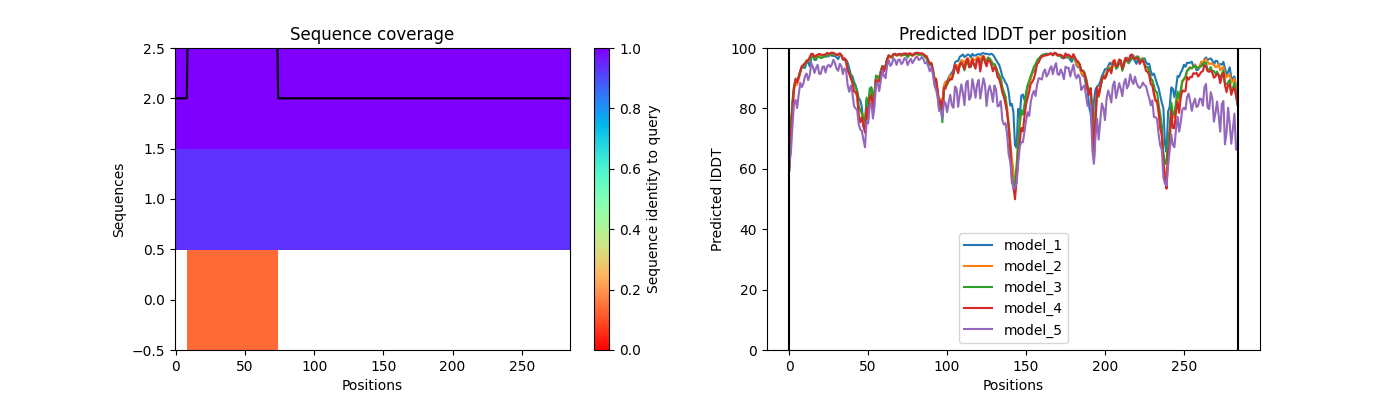 Sequence coverage
2.5
2.0
1.5
1.0
0.5
0.0
−0.5
Sequences
0
50
100
150
200
250
Positions
1.0
0.8
0.6
0.4
0.2
0.0
Sequence identity to query
Predicted lDDT per position
100
80
60
40
20
0
Predicted lDDT
0
50
100
150
200
250
Positions
model_1
model_2
model_3
model_4
model_5